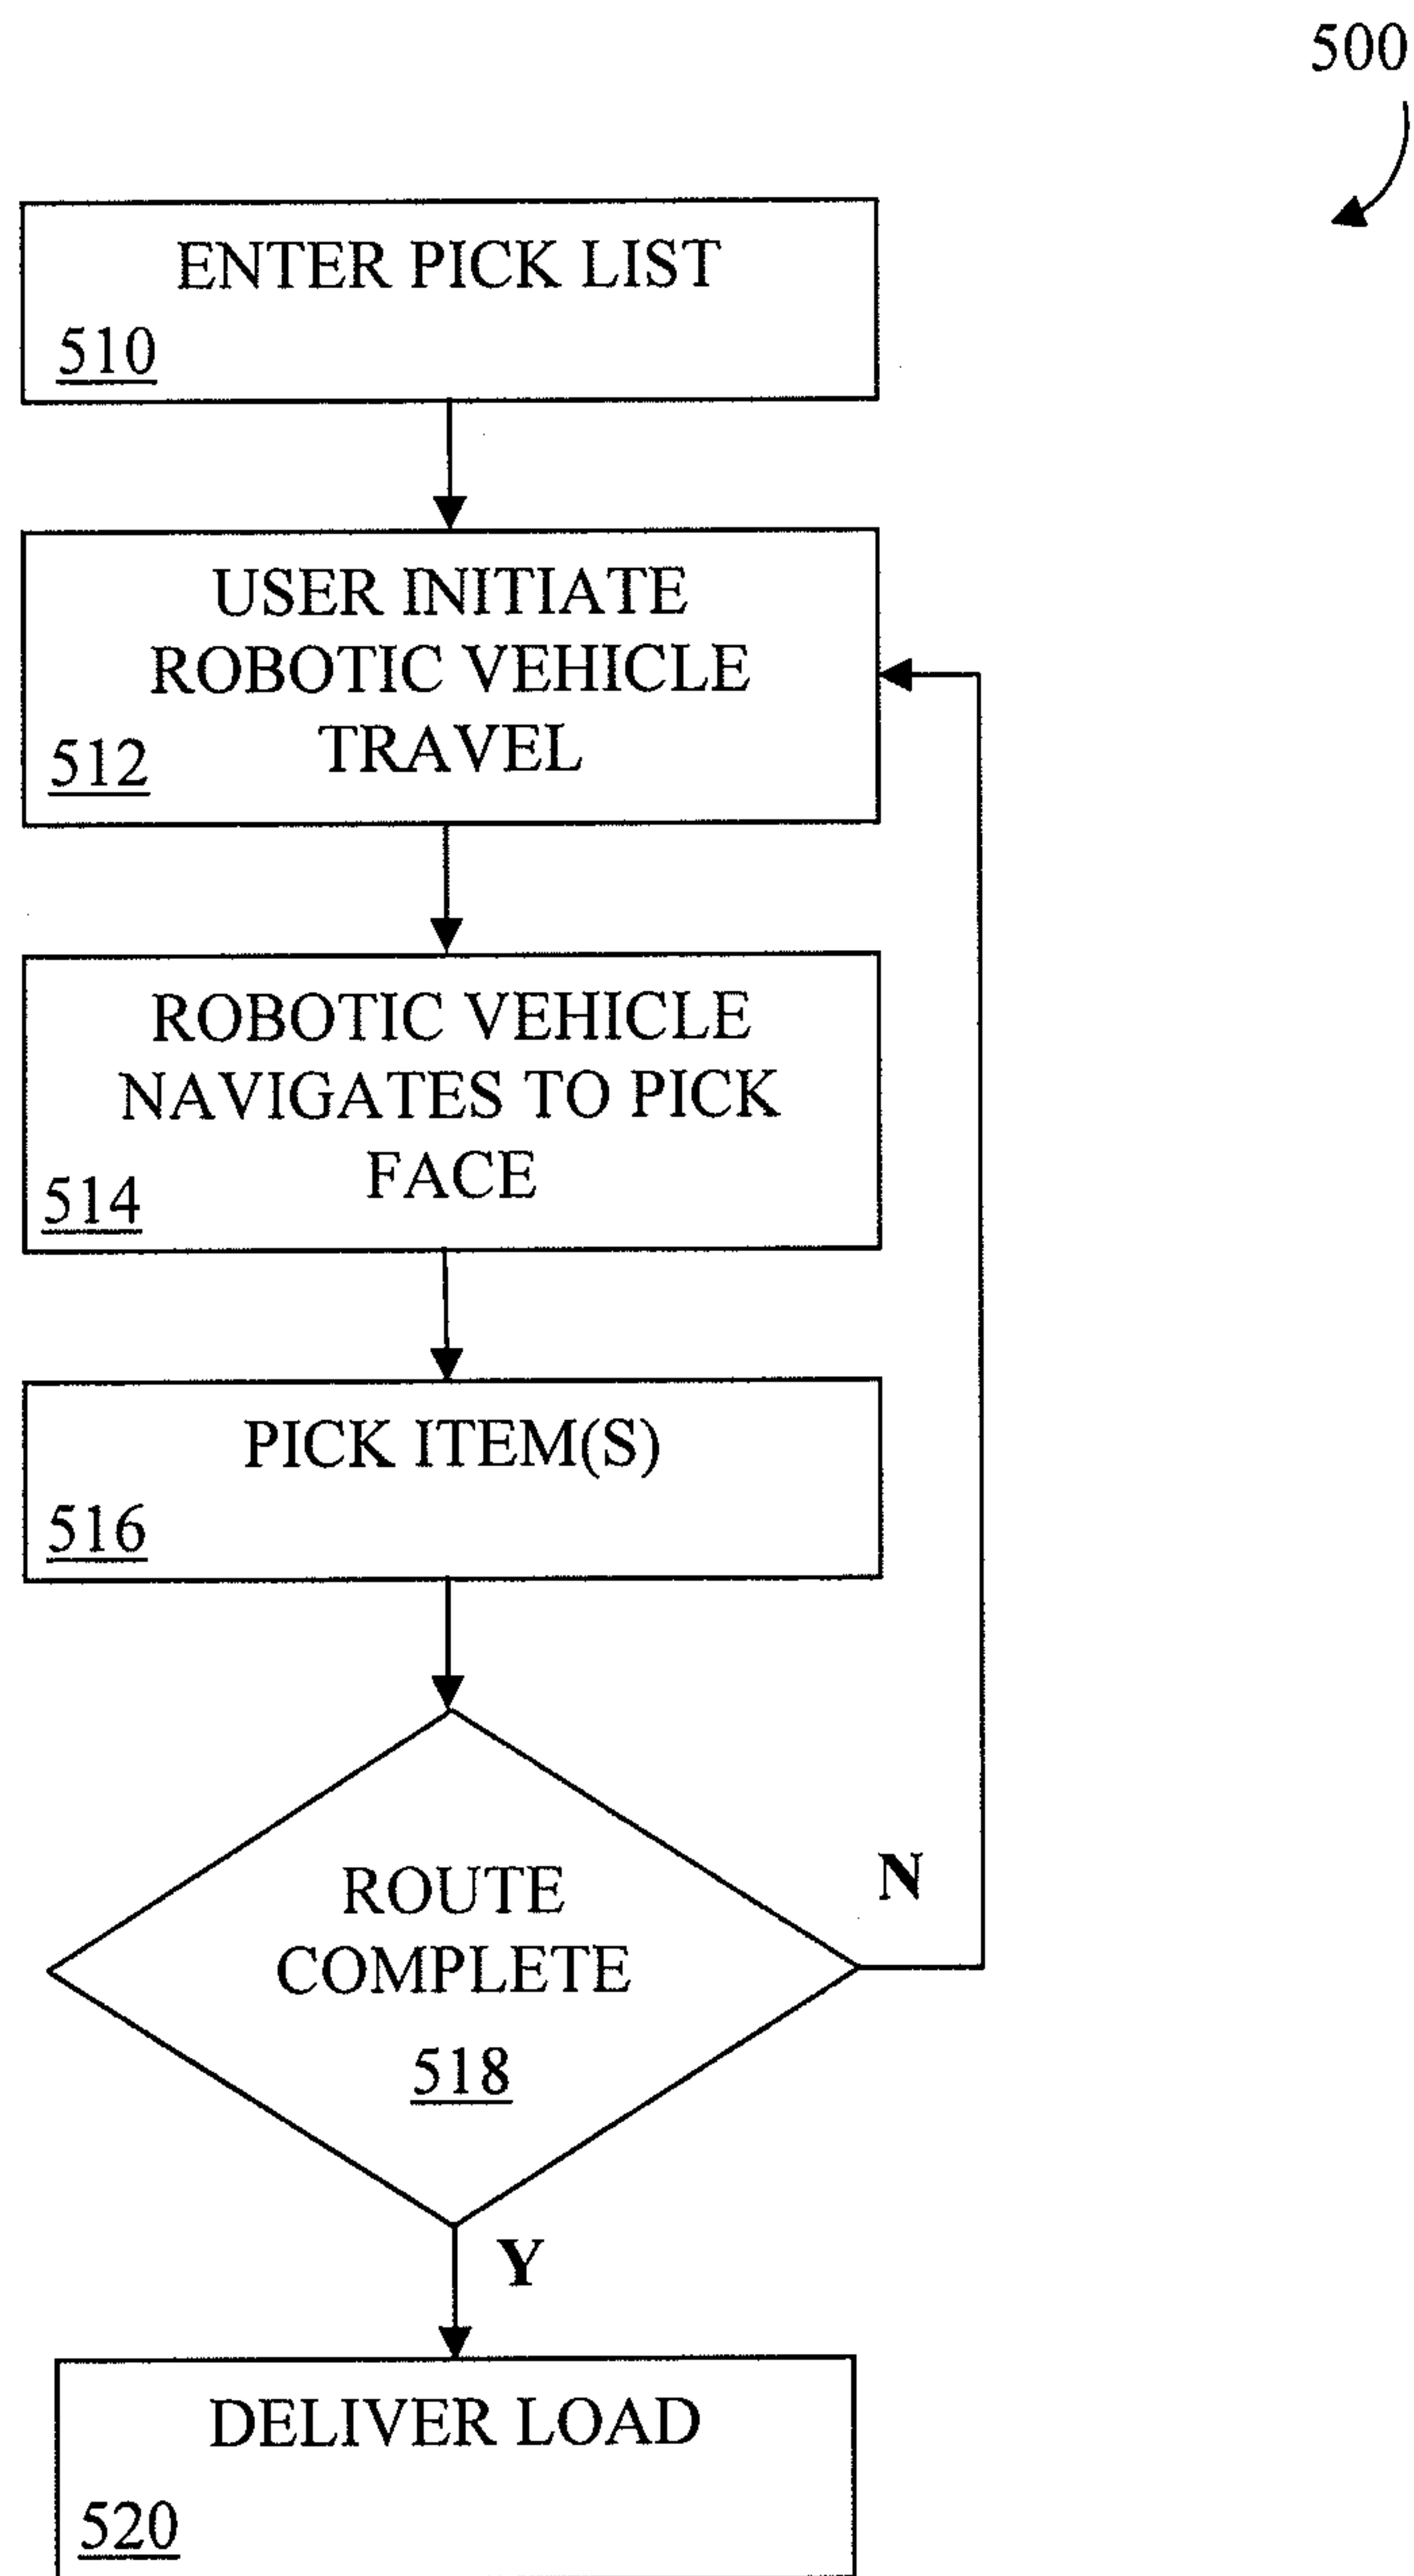 500
ENTER PICK LIST
510
USER INITIATE
ROBOTIC VEHICLE
TRAVEL
512
ROBOTIC VEHICLE
NAVIGATES TO PICK
FACE
514
PICK ITEM(S)
516
ROUTE
COMPLETE
518
N
Y
DELIVER LOAD
520